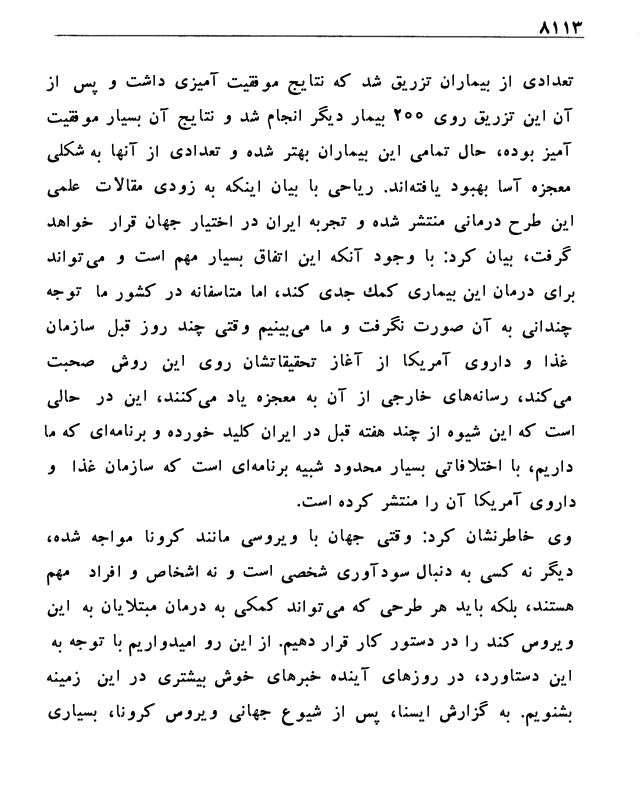 ۸۱۱۳
تعدادی از بیماران تزریق شد که نتایج موفقیت آمیزی داشت و پس از
آن این تزریق روی ۲۰۰ بیمار دیگر انجام شد و نتایج آن بسیار موفقیت
آمیز بوده، حال تمامی این بیماران بهتر شده و تعدادی از آنها به شکلی
معجزه آسا بهبود یافته‌اند. ریاحی با بیان اینکه به زودی مقالات علمی
این طرح درمانی منتشر شده و تجربه ایران در اختیار جهان قرار خواهد
گرفت، بیان کرد: با وجود آنکه این اتفاق بسیار مهم است و می‌تواند
برای درمان این بیماری کمك جدی کند، اما متاسفانه در کشور ما توجه
چندانی به آن صورت نگرفت و ما می‌بینیم وقتی چند روز قبل سازمان
غذا و داروی آمریکا از آغاز تحقیقاتشان روی این روش صحبت
می‌کند، رسانه‌های خارجی از آن به معجزه یاد می‌کنند، این در حالی
است که این شیوه از چند هفته قبل در ایران کلید خورده و برنامه‌ای که ما
داریم، با اختلافاتی بسیار محدود شبیه برنامه‌ای است که سازمان غذا و
داروی آمریکا آن را منتشر کرده است.
وی خاطرنشان کرد: وقتی جهان با ویروسی مانند کرونا مواجه شده،
دیگر نه کسی به دنبال سودآوری شخصی است و نه اشخاص و افراد مهم
هستند، بلکه باید هر طرحی که می‌تواند کمکی به درمان مبتلایان به این
ویروس کند را در دستور کار قرار دهیم. از این رو امیدواریم با توجه به
این دستاورد، در روزهای آینده خبرهای خوش بیشتری در این زمینه
بشنویم. به گزارش ایسنا، پس از شیوع جهانی ویروس کرونا، بسیاری